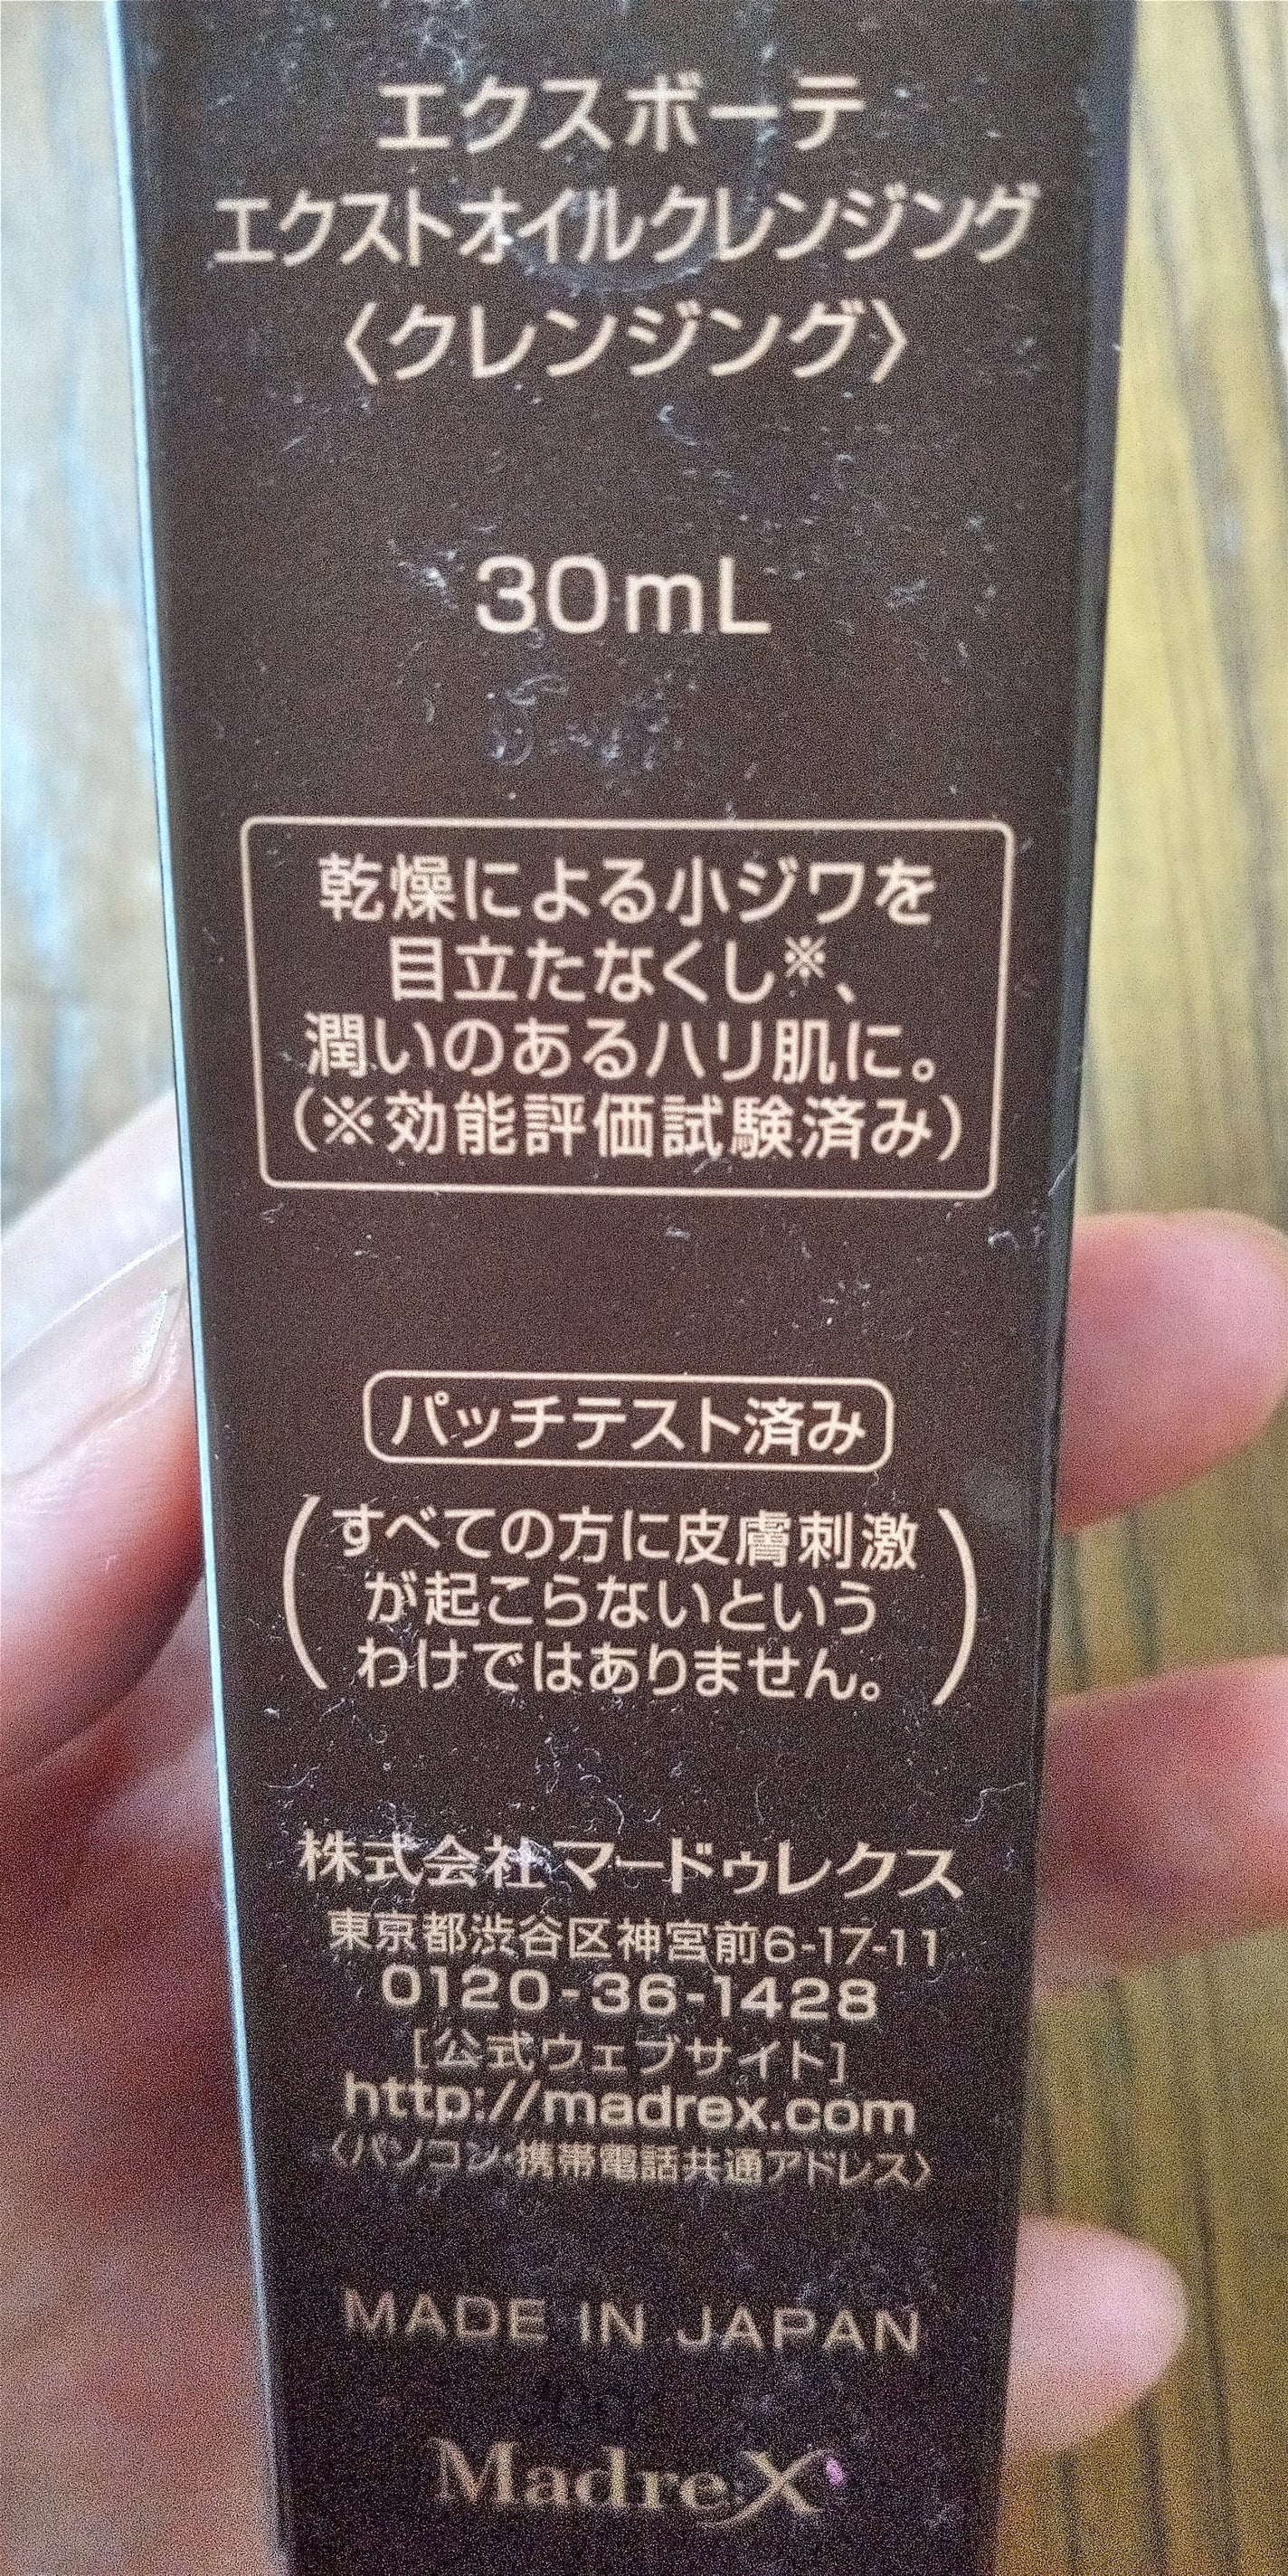 エクスボーテ
エクストオイルクレンジング
〈クレンジング〉
30mL
乾燥による小ジワを
目立たなくし※、
潤いのあるハリ肌に。
(※効能評価試験済み)
パッチテスト済み
(すべての方に皮膚刺激
が起こらないという
わけではありません。)
株式会社マードゥレクス
東京都渋谷区神宮前6-17-11
0120-36-1428
[公式ウェブサイト]
http://madrex.com
〈パソコン・携帯電話共通アドレス〉
MADE IN JAPAN
MadreX